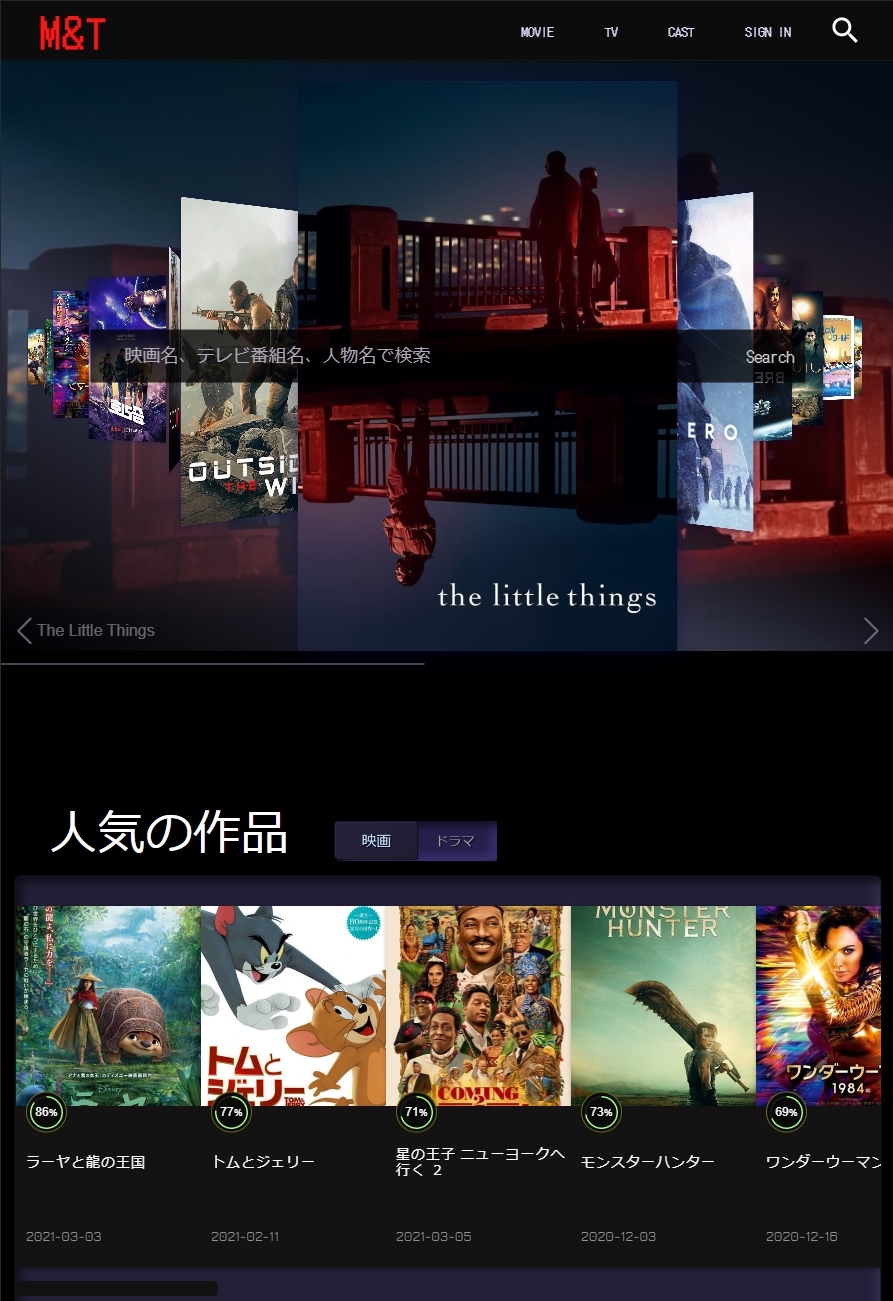 M&T
MOVIE
TV
CAST
SIGN IN
映画名、テレビ番組名、人物名で検索
Search
OUTSID
THE WI
ERO
the little things
The Little Things
人気の作品
映画
ドラマ
トムと
ジェリー
COMING
MONSTER
HUNTER
ワンダーウー
1984
86%
77%
71%
73%
69%
ラーヤと龍の王国
トムとジェリー
星の王子 ニューヨークへ
行く 2
モンスターハンター
ワンダーウーマン
2021-03-03
2021-02-11
2021-03-05
2020-12-03
2020-12-16